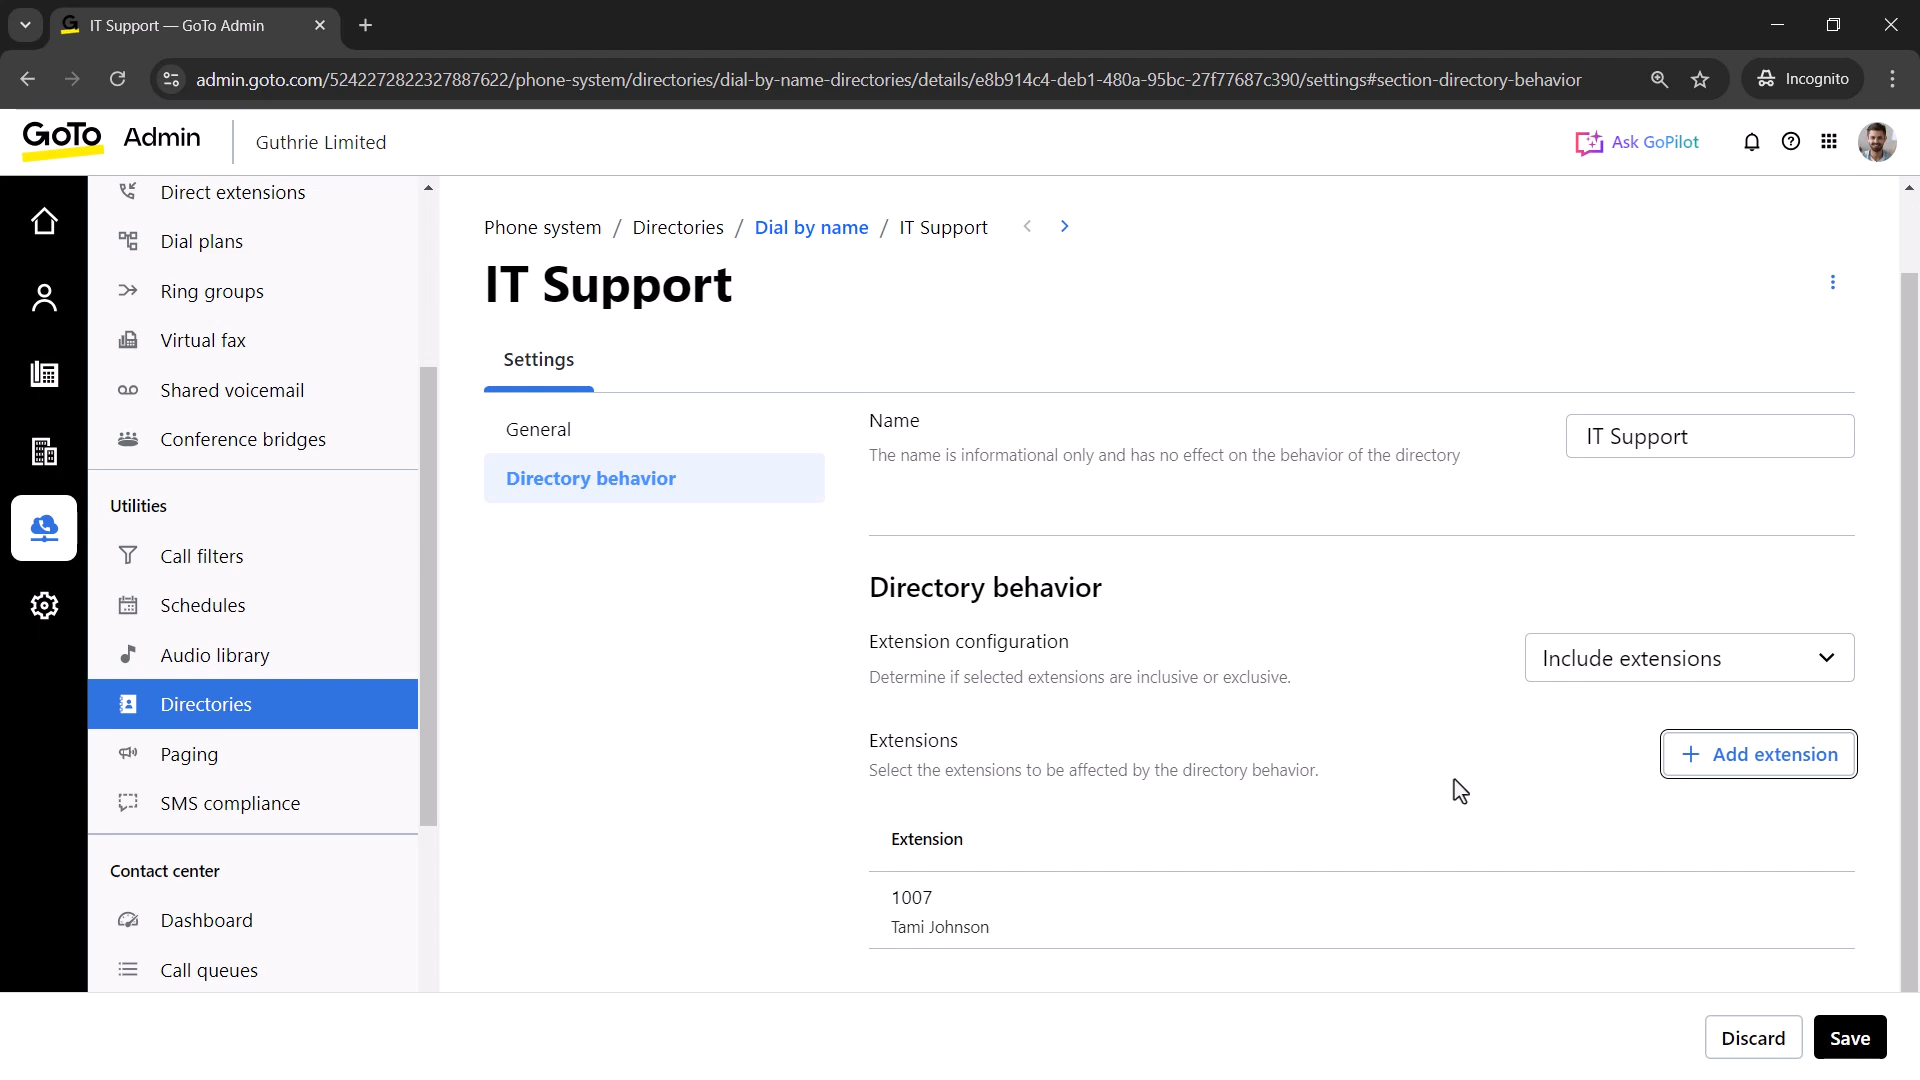 IT Support — GoTo Admin
admin.goto.com/5242272822327887622/phone-system/directories/dial-by-name-directories/details/e8b914c4-deb1-480a-95bc-27f77687c390/settings#section-directory-behavior
Incognito
GoTo Admin
Guthrie Limited
Ask GoPilot
Direct extensions
Dial plans
Ring groups
Virtual fax
Shared voicemail
Conference bridges
Utilities
Call filters
Schedules
Audio library
Directories
Paging
SMS compliance
Contact center
Dashboard
Call queues
Phone system / Directories / Dial by name / IT Support
IT Support
Settings
General
Directory behavior
Name
The name is informational only and has no effect on the behavior of the directory
IT Support
Directory behavior
Extension configuration
Determine if selected extensions are inclusive or exclusive.
Include extensions
Extensions
Select the extensions to be affected by the directory behavior.
Add extension
Extension
1007
Tami Johnson
Discard
Save